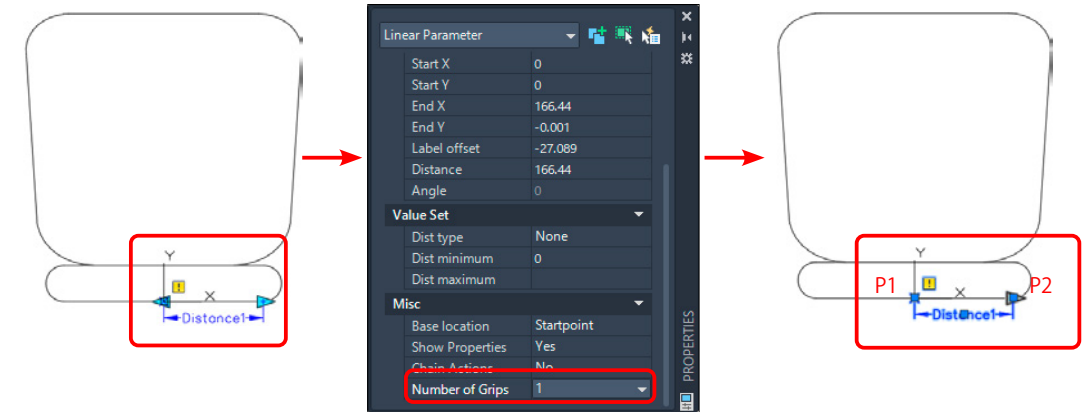 Y
X
Distance1
Linear Parameter
Start X 0
Start Y 0
End X 166.44
End Y -0.001
Label offset -27.089
Distance 166.44
Angle 0
Value Set
Dist type None
Dist minimum 0
Dist maximum
Misc
Base location Startpoint
Show Properties Yes
Chain Actions No
Number of Grips 1
PROPERTIES
Y
P1
X
P2
Distance1